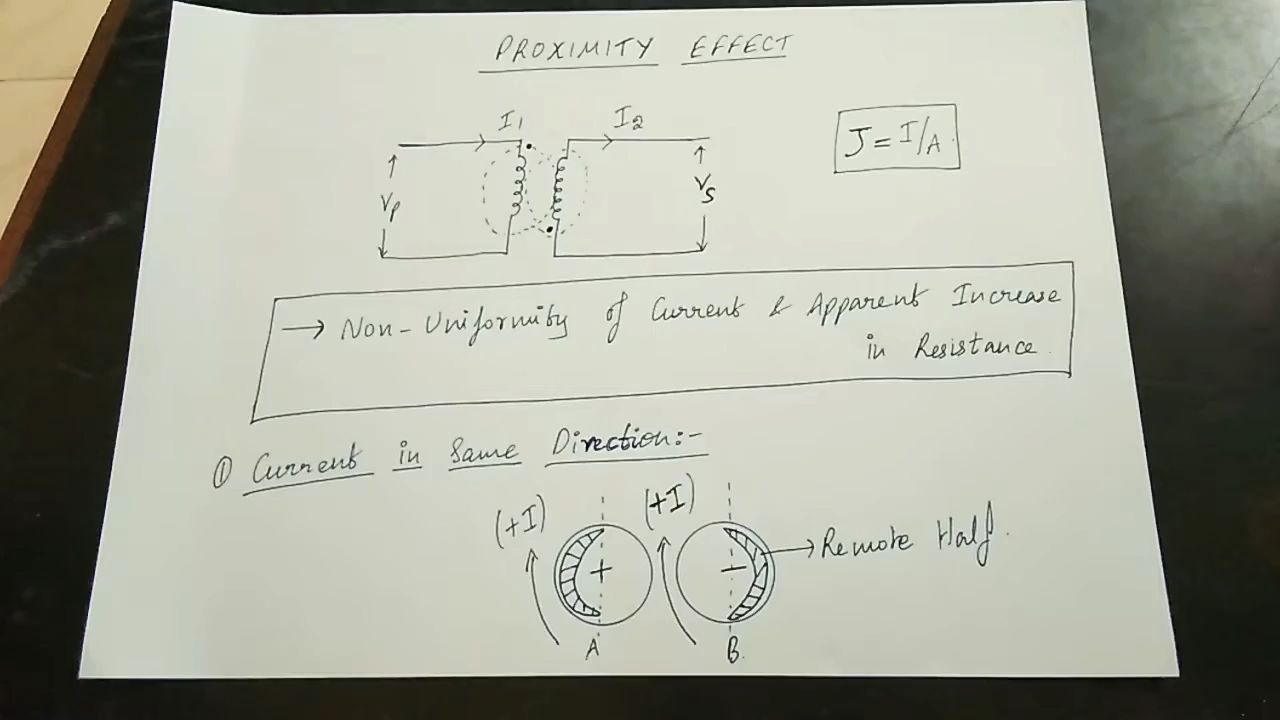 PROXIMITY EFFECT
I1 I2
J = I/A
Vp Vs
→ Non-Uniformity of Current & Apparent Increase
in Resistance.
① Current in Same Direction:-
(+I) (+I)
+ + → Remote Half.
A B.